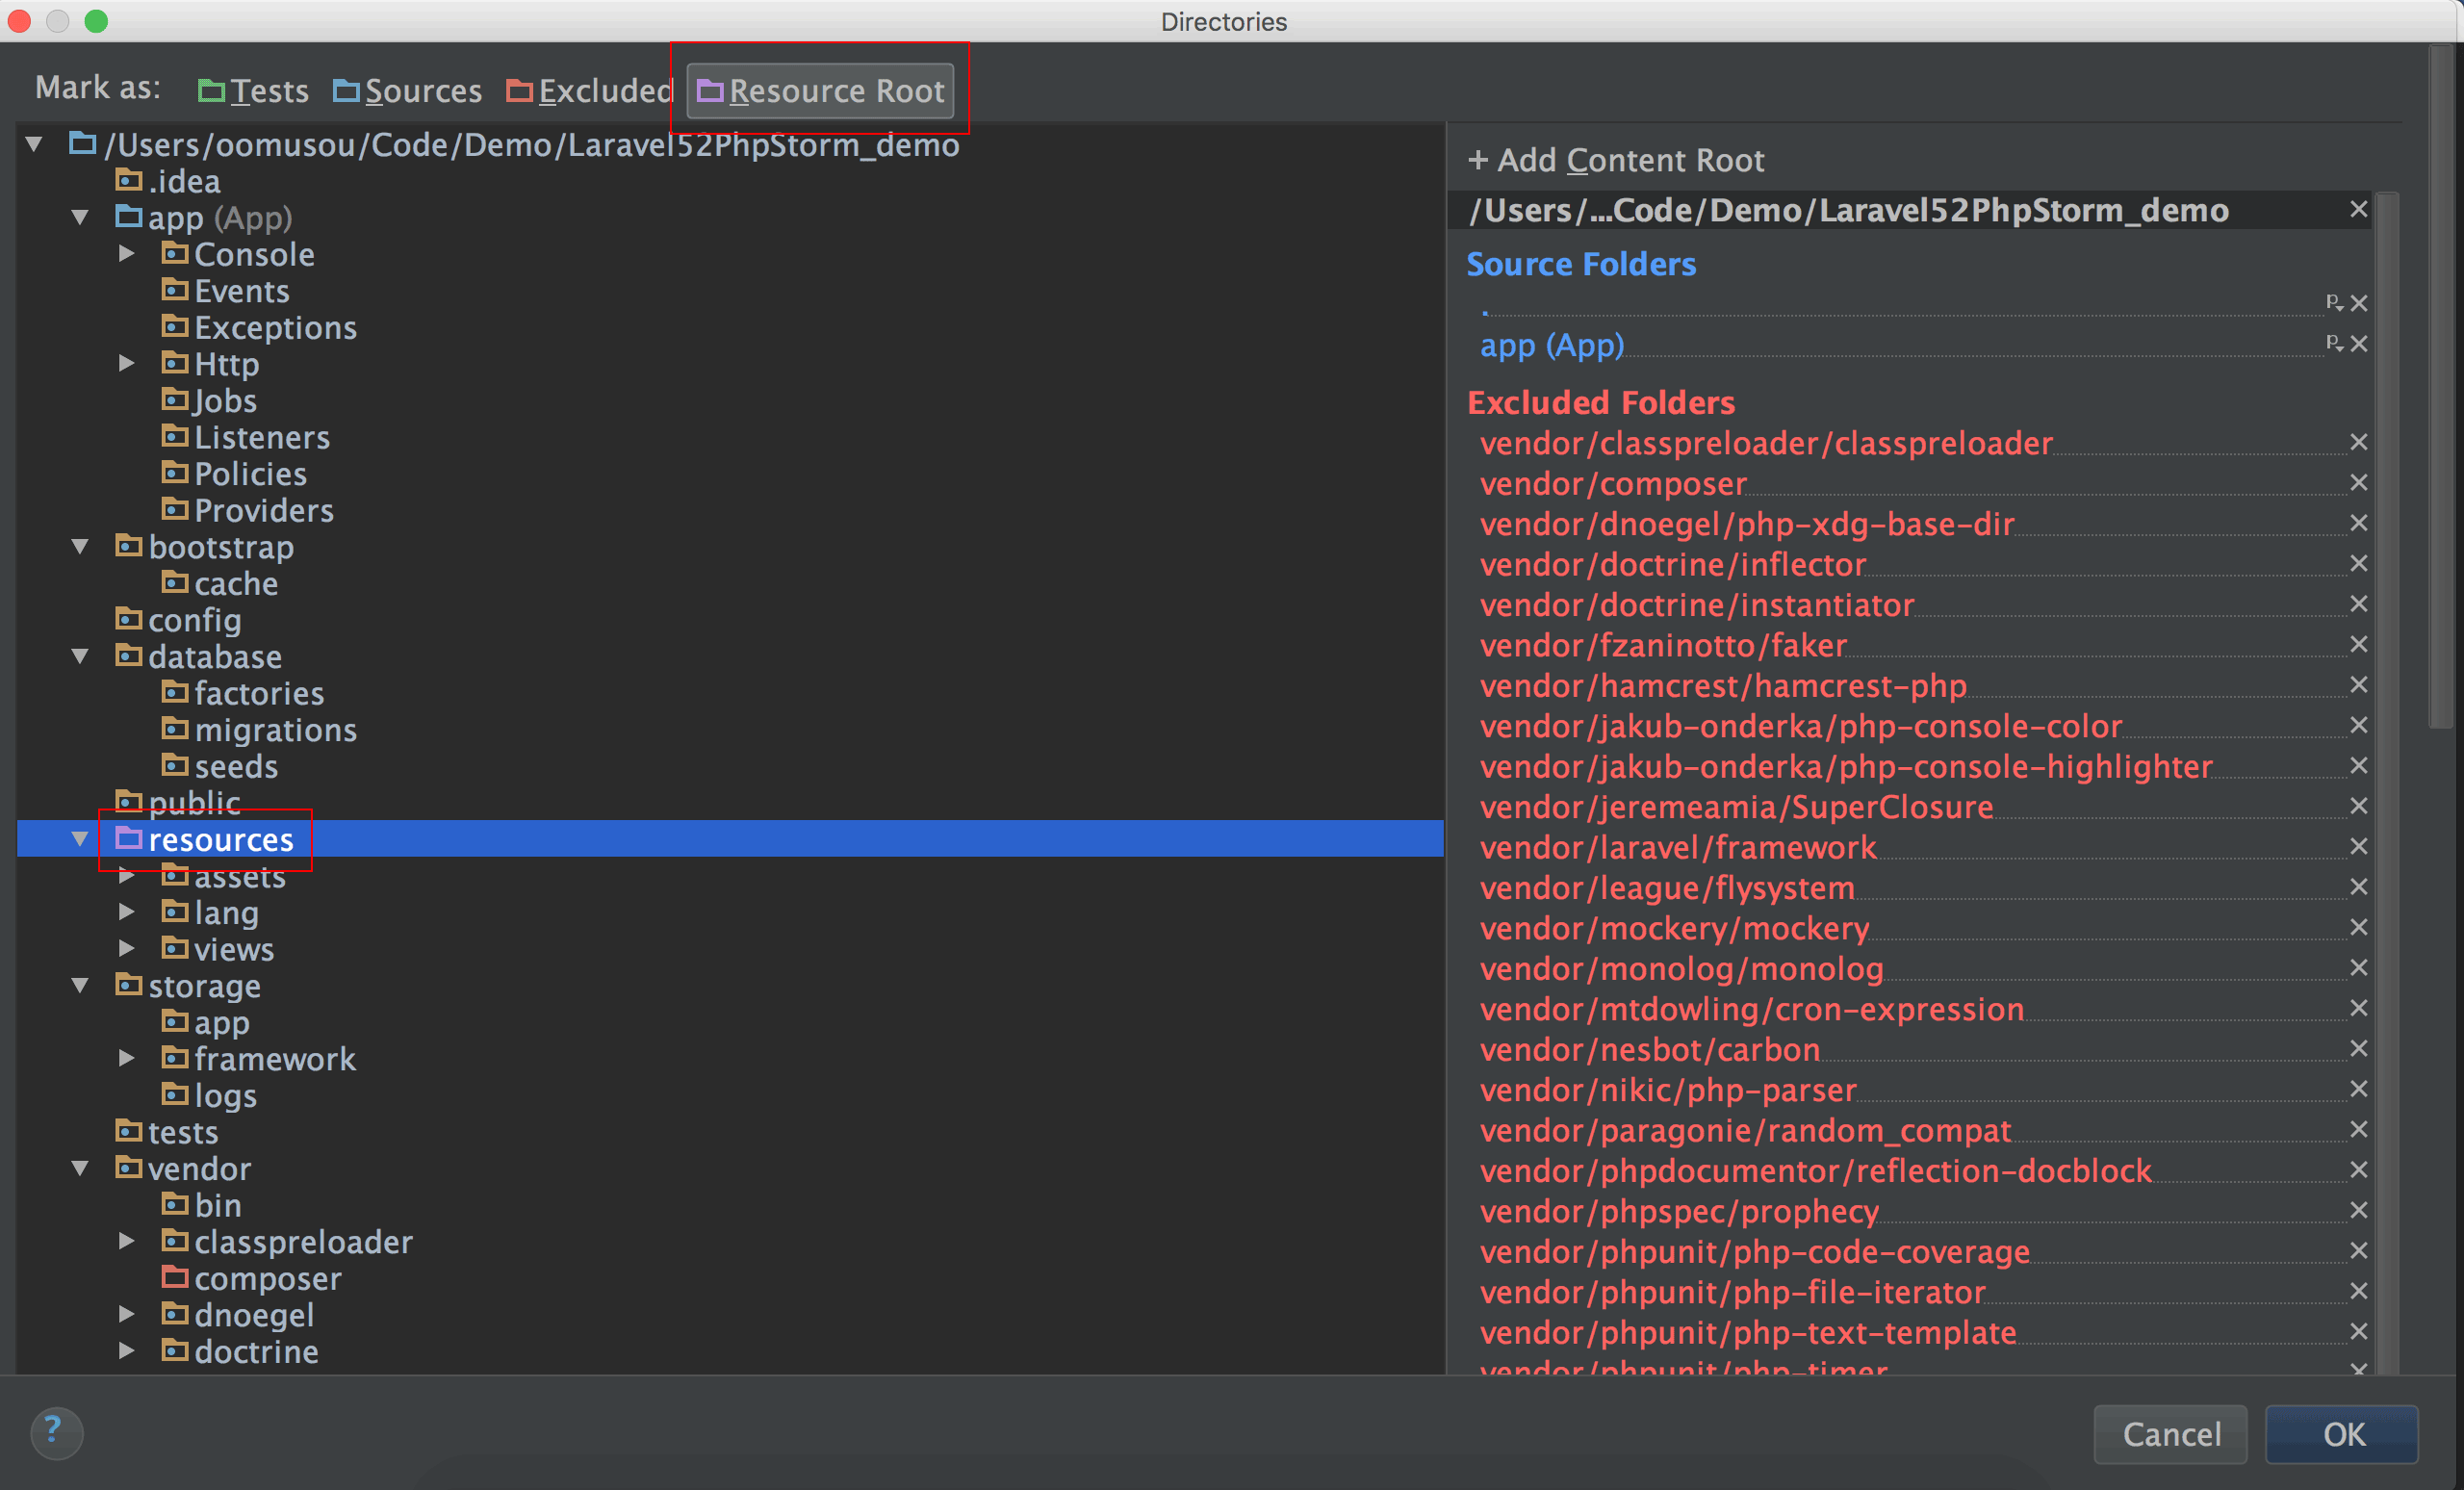 Directories
Mark as: Tests Sources Excluded Resource Root
/Users/oomusou/Code/Demo/Laravel52PhpStorm_demo
.idea
app (App)
Console
Events
Exceptions
Http
Jobs
Listeners
Policies
Providers
bootstrap
cache
config
database
factories
migrations
seeds
public
resources
assets
lang
views
storage
app
framework
logs
tests
vendor
bin
classpreloader
composer
dnoegel
doctrine
+ Add Content Root
/Users/...Code/Demo/Laravel52PhpStorm_demo
Source Folders
.
app (App)
Excluded Folders
vendor/classpreloader/classpreloader
vendor/composer
vendor/dnoegel/php-xdg-base-dir
vendor/doctrine/inflector
vendor/doctrine/instantiator
vendor/fzaninotto/faker
vendor/hamcrest/hamcrest-php
vendor/jakub-onderka/php-console-color
vendor/jakub-onderka/php-console-highlighter
vendor/jeremeamia/SuperClosure
vendor/laravel/framework
vendor/league/flysystem
vendor/mockery/mockery
vendor/monolog/monolog
vendor/mtdowling/cron-expression
vendor/nesbot/carbon
vendor/nikic/php-parser
vendor/paragonie/random_compat
vendor/phpdocumentor/reflection-docblock
vendor/phpspec/prophecy
vendor/phpunit/php-code-coverage
vendor/phpunit/php-file-iterator
vendor/phpunit/php-text-template
vendor/phpunit/php-timer
?
Cancel OK